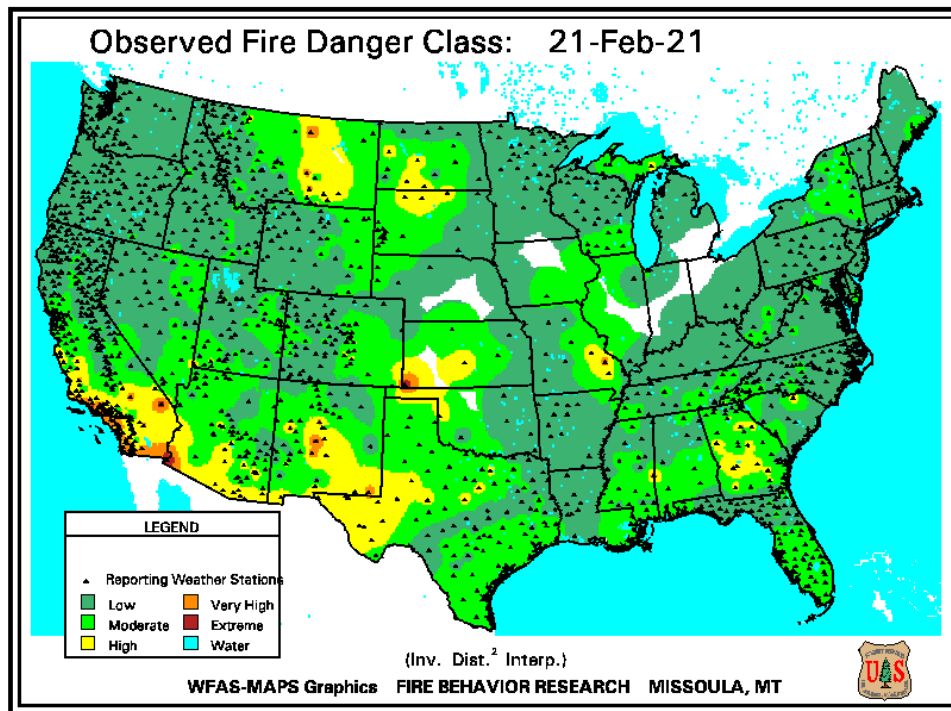 Observed Fire Danger Class: 21-Feb-21
LEGEND
Reporting Weather Stations
Low
Very High
Moderate
Extreme
High
Water
(Inv. Dist.² Interp.)
WFAS-MAPS Graphics FIRE BEHAVIOR RESEARCH MISSOULA, MT
U S